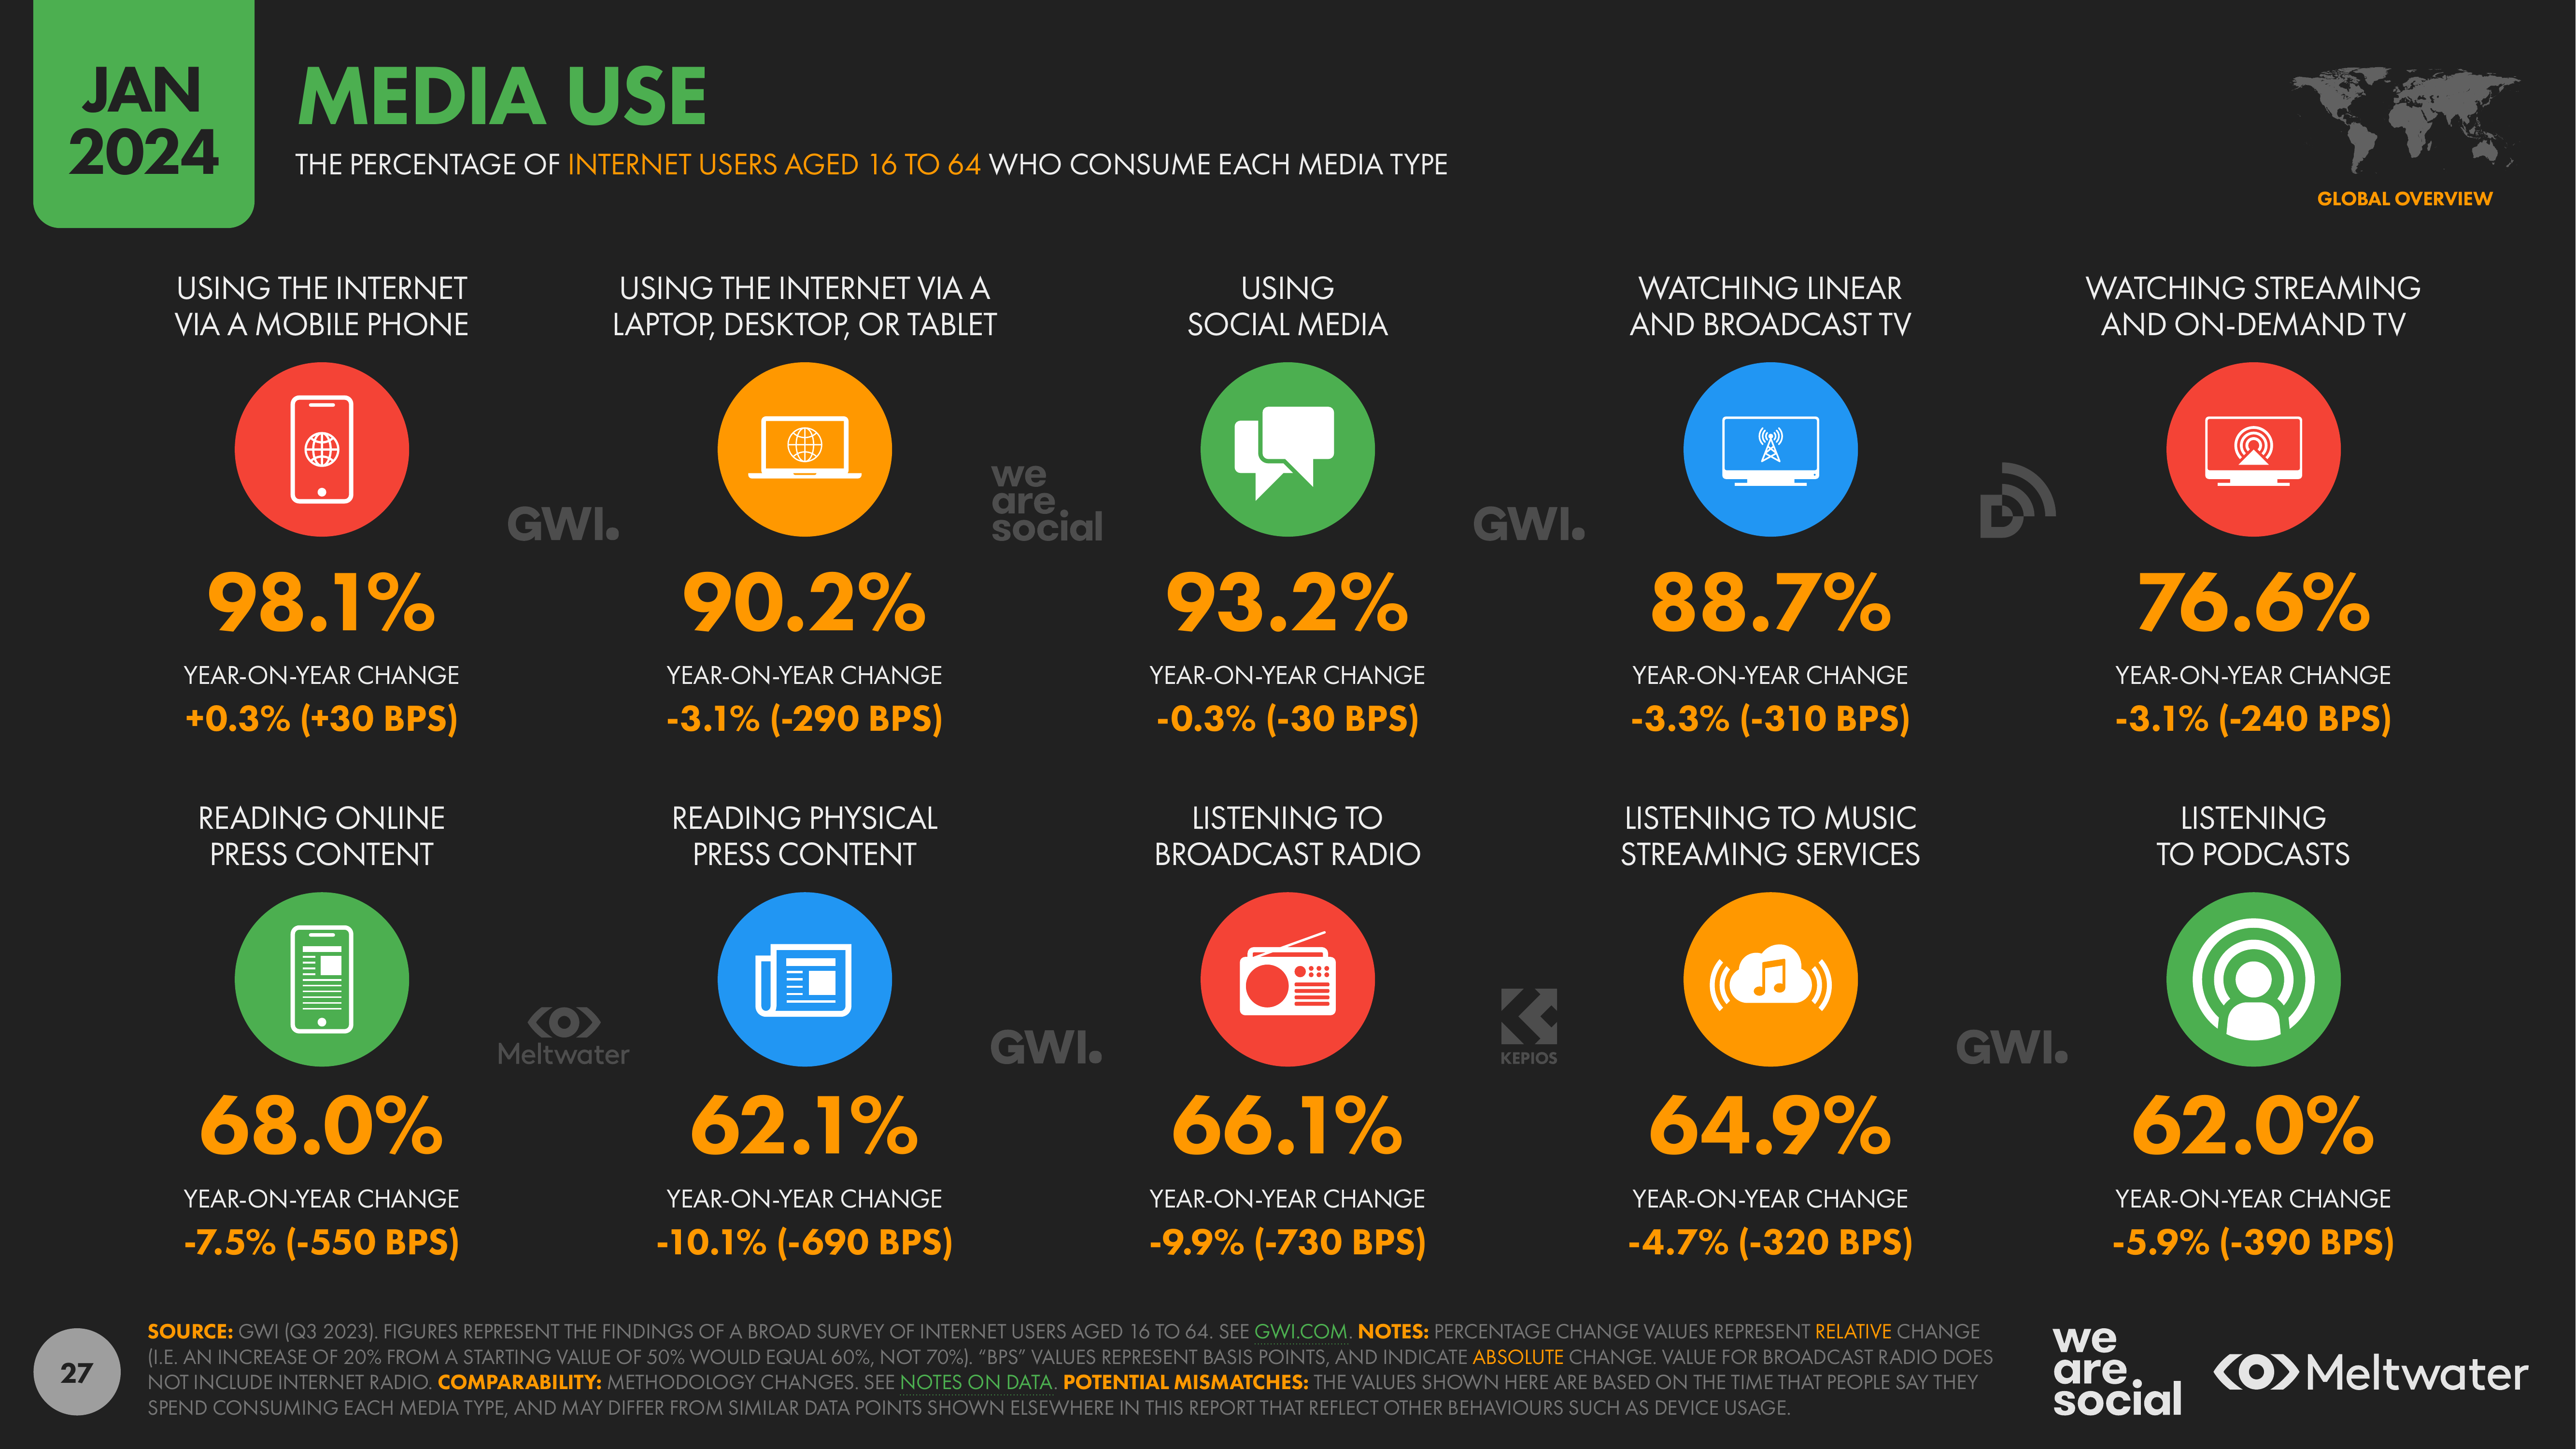 JAN
2024
MEDIA USE
THE PERCENTAGE OF INTERNET USERS AGED 16 TO 64 WHO CONSUME EACH MEDIA TYPE
GLOBAL OVERVIEW
USING THE INTERNET
VIA A MOBILE PHONE
98.1%
YEAR-ON-YEAR CHANGE
+0.3% (+30 BPS)
USING THE INTERNET VIA A
LAPTOP, DESKTOP, OR TABLET
90.2%
YEAR-ON-YEAR CHANGE
-3.1% (-290 BPS)
USING
SOCIAL MEDIA
93.2%
YEAR-ON-YEAR CHANGE
-0.3% (-30 BPS)
WATCHING LINEAR
AND BROADCAST TV
88.7%
YEAR-ON-YEAR CHANGE
-3.3% (-310 BPS)
WATCHING STREAMING
AND ON-DEMAND TV
76.6%
YEAR-ON-YEAR CHANGE
-3.1% (-240 BPS)
GWI.
we
are
social
GWI.
D
READING ONLINE
PRESS CONTENT
68.0%
YEAR-ON-YEAR CHANGE
-7.5% (-550 BPS)
READING PHYSICAL
PRESS CONTENT
62.1%
YEAR-ON-YEAR CHANGE
-10.1% (-690 BPS)
LISTENING TO
BROADCAST RADIO
66.1%
YEAR-ON-YEAR CHANGE
-9.9% (-730 BPS)
LISTENING TO MUSIC
STREAMING SERVICES
64.9%
YEAR-ON-YEAR CHANGE
-4.7% (-320 BPS)
LISTENING
TO PODCASTS
62.0%
YEAR-ON-YEAR CHANGE
-5.9% (-390 BPS)
Meltwater
GWI.
KEPIOS
GWI.
27
SOURCE: GWI (Q3 2023). FIGURES REPRESENT THE FINDINGS OF A BROAD SURVEY OF INTERNET USERS AGED 16 TO 64. SEE GWI.COM. NOTES: PERCENTAGE CHANGE VALUES REPRESENT RELATIVE CHANGE
(I.E. AN INCREASE OF 20% FROM A STARTING VALUE OF 50% WOULD EQUAL 60%, NOT 70%). “BPS” VALUES REPRESENT BASIS POINTS, AND INDICATE ABSOLUTE CHANGE. VALUE FOR BROADCAST RADIO DOES
NOT INCLUDE INTERNET RADIO. COMPARABILITY: METHODOLOGY CHANGES. SEE NOTES ON DATA. POTENTIAL MISMATCHES: THE VALUES SHOWN HERE ARE BASED ON THE TIME THAT PEOPLE SAY THEY
SPEND CONSUMING EACH MEDIA TYPE, AND MAY DIFFER FROM SIMILAR DATA POINTS SHOWN ELSEWHERE IN THIS REPORT THAT REFLECT OTHER BEHAVIOURS SUCH AS DEVICE USAGE.
we
are
social
Meltwater